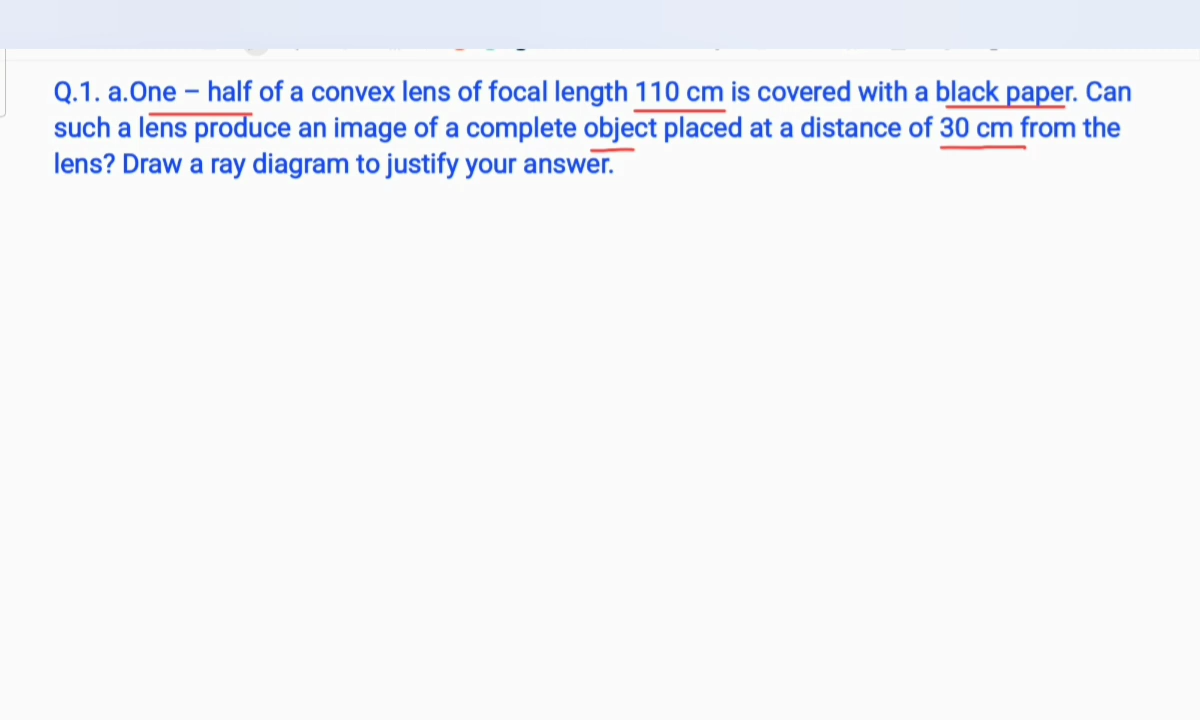 Q.1. a.One – half of a convex lens of focal length 110 cm is covered with a black paper. Can
such a lens produce an image of a complete object placed at a distance of 30 cm from the
lens? Draw a ray diagram to justify your answer.